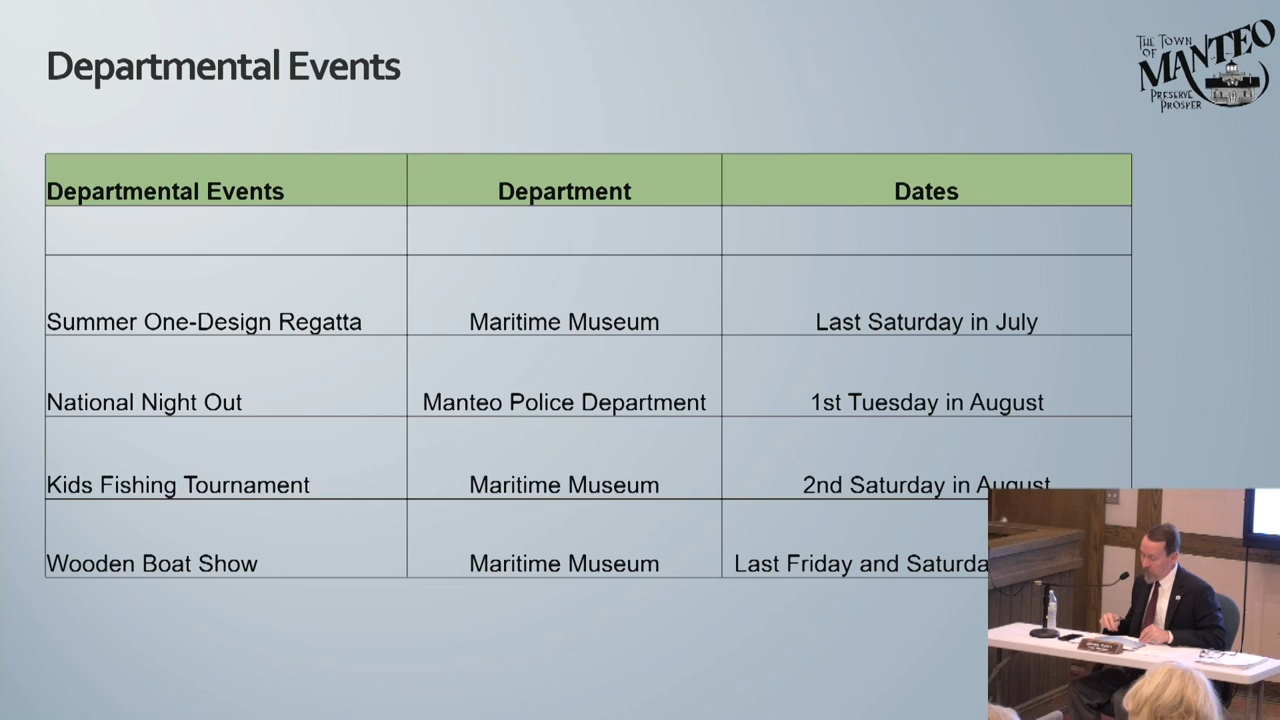 Departmental Events
THE TOWN
OF
MANTEO
PRESERVE
PROSPER
Departmental Events Department Dates
Summer One-Design Regatta Maritime Museum Last Saturday in July
National Night Out Manteo Police Department 1st Tuesday in August
Kids Fishing Tournament Maritime Museum 2nd Saturday in August
Wooden Boat Show Maritime Museum Last Friday and Saturda